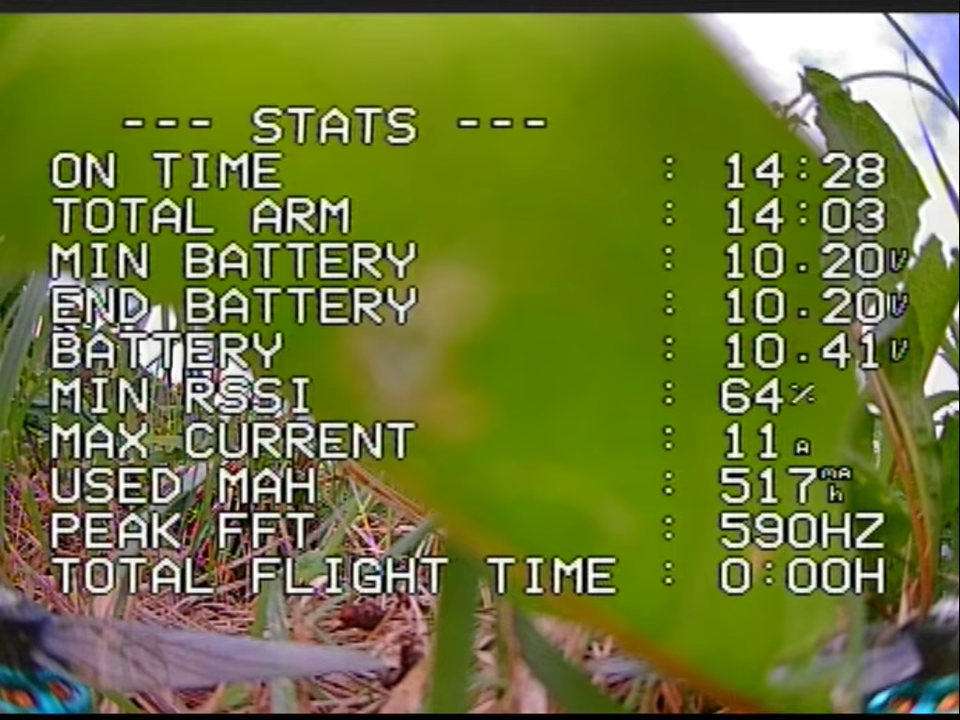 --- STATS ---
ON TIME : 14:28
TOTAL ARM : 14:03
MIN BATTERY : 10.20V
END BATTERY : 10.20V
BATTERY : 10.41V
MIN RSSI : 64%
MAX CURRENT : 11A
USED MAH : 517mAh
PEAK FFT : 590HZ
TOTAL FLIGHT TIME : 0:00H